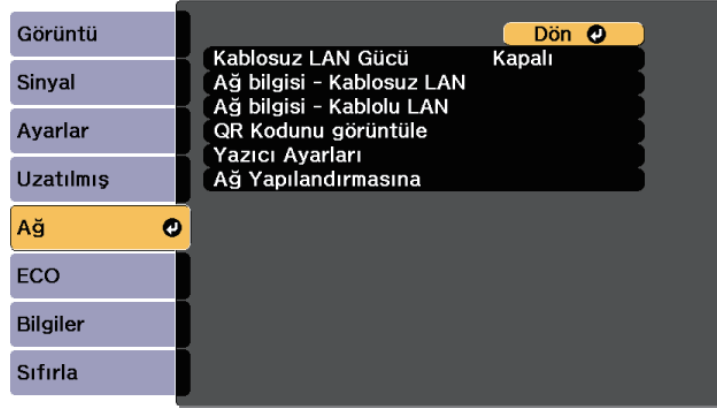 Görüntü
Sinyal
Ayarlar
Uzatılmış
Ağ
ECO
Bilgiler
Sıfırla
Dön
Kablosuz LAN Gücü Kapalı
Ağ bilgisi - Kablosuz LAN
Ağ bilgisi - Kablolu LAN
QR Kodunu görüntüle
Yazıcı Ayarları
Ağ Yapılandırmasına